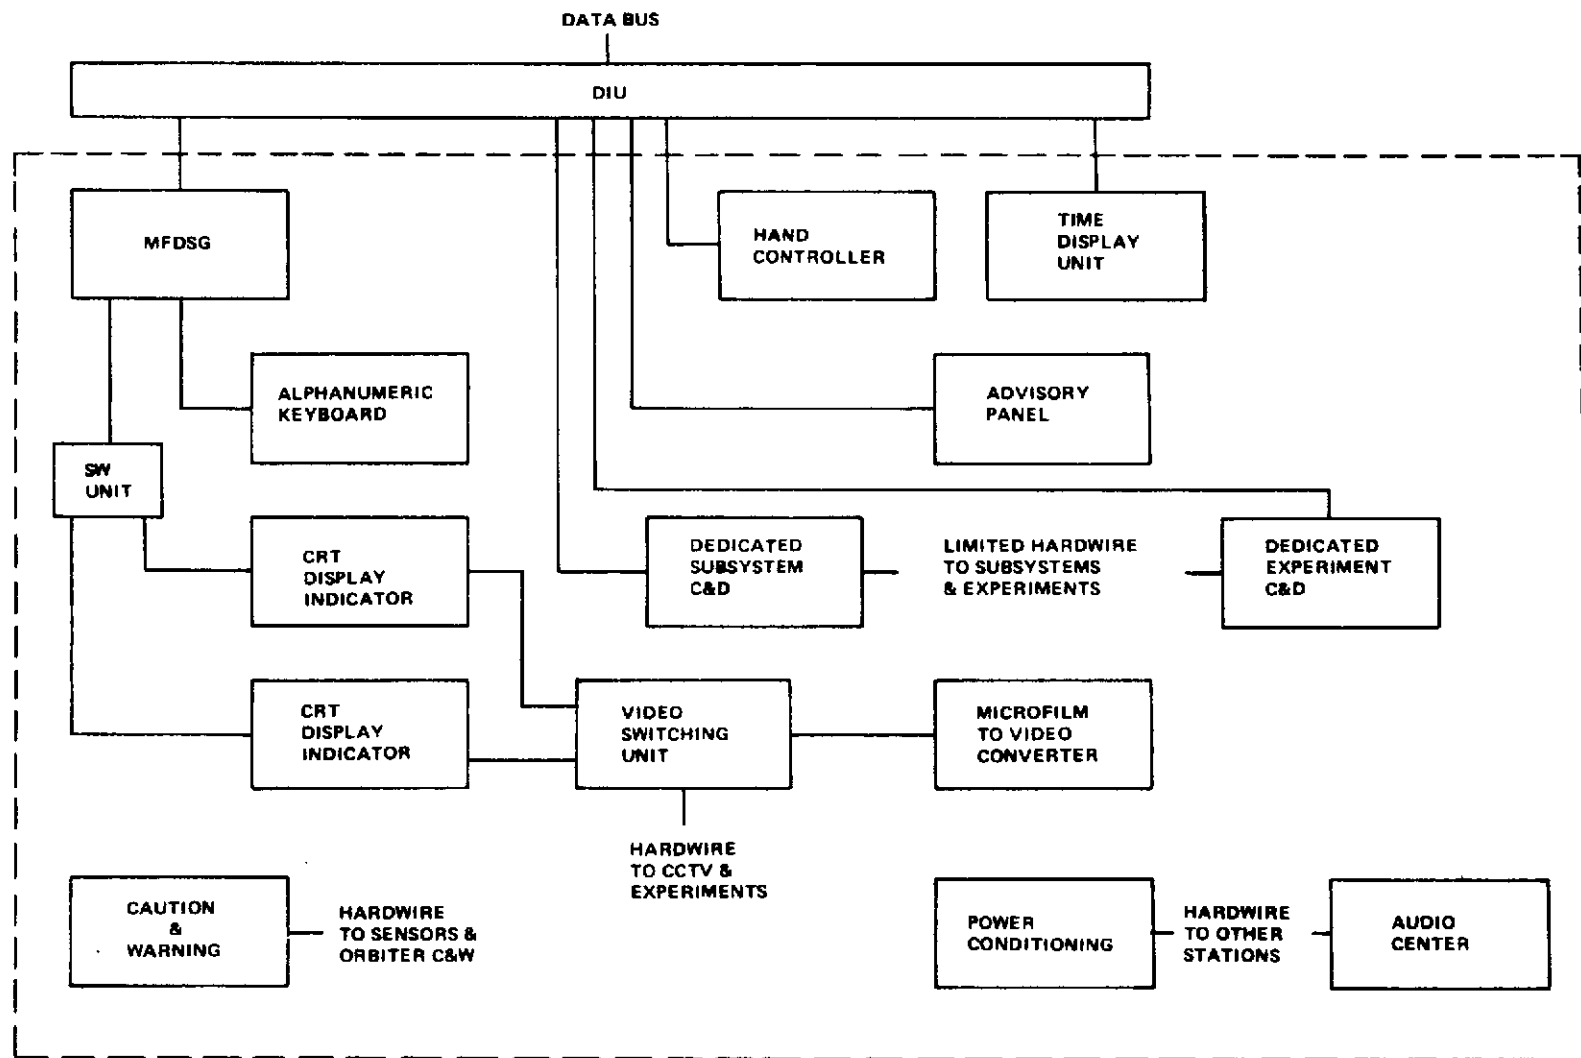 DATA BUS
DIU
MFDSG
HAND
CONTROLLER
TIME
DISPLAY
UNIT
ALPHANUMERIC
KEYBOARD
ADVISORY
PANEL
SW
UNIT
CRT
DISPLAY
INDICATOR
DEDICATED
SUBSYSTEM
C&D
LIMITED HARDWIRE
TO SUBSYSTEMS
& EXPERIMENTS
DEDICATED
EXPERIMENT
C&D
CRT
DISPLAY
INDICATOR
VIDEO
SWITCHING
UNIT
MICROFILM
TO VIDEO
CONVERTER
HARDWIRE
TO CCTV &
EXPERIMENTS
CAUTION
&
WARNING
HARDWIRE
TO SENSORS &
ORBITER C&W
POWER
CONDITIONING
HARDWIRE
TO OTHER
STATIONS
AUDIO
CENTER